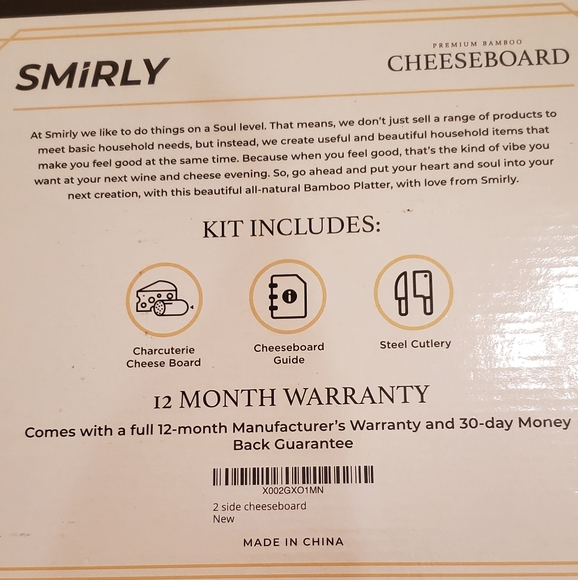 SMiRLY
PREMIUM BAMBOO
CHEESEBOARD
At Smirly we like to do things on a Soul level. That means, we don't just sell a range of products to
meet basic household needs, but instead, we create useful and beautiful household items that
make you feel good at the same time. Because when you feel good, that's the kind of vibe you
want at your next wine and cheese evening. So, go ahead and put your heart and soul into your
next creation, with this beautiful all-natural Bamboo Platter, with love from Smirly.
KIT INCLUDES:
Charcuterie
Cheese Board
Cheeseboard
Guide
Steel Cutlery
12 MONTH WARRANTY
Comes with a full 12-month Manufacturer's Warranty and 30-day Money
Back Guarantee
X002GXO1MN
2 side cheeseboard
New
MADE IN CHINA